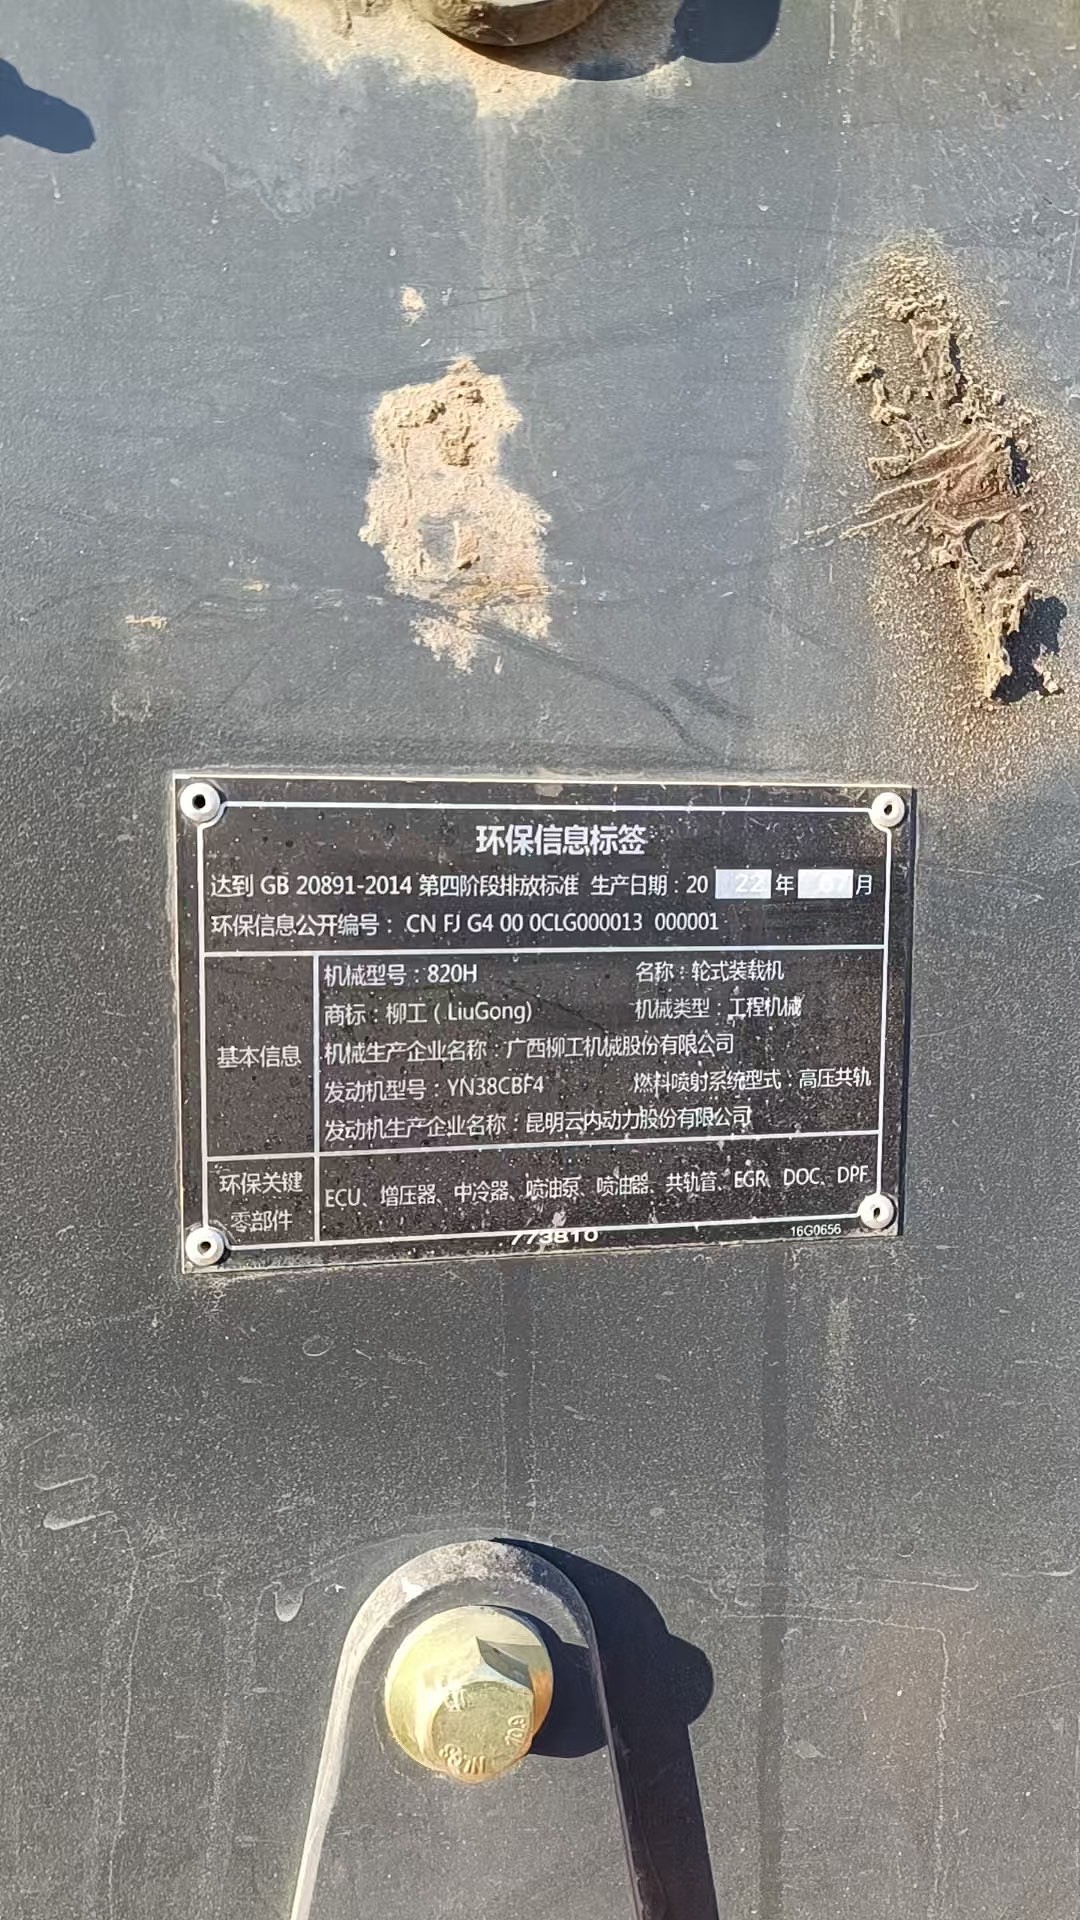 环保信息标签
达到 GB 20891-2014 第四阶段排放标准 生产日期：20 22 年 07 月
环保信息公开编号： CN FJ G4 00 0CLG000013 000001
基本信息
机械型号：820H 名称：轮式装载机
商标：柳工（LiuGong) 机械类型：工程机械
机械生产企业名称：广西柳工机械股份有限公司
发动机型号：YN38CBF4 燃料喷射系统型式：高压共轨
发动机生产企业名称：昆明云内动力股份有限公司
环保关键
零部件
ECU、增压器、中冷器、喷油泵、喷油器、共轨管、EGR、DOC、DPF
773810 16G0656